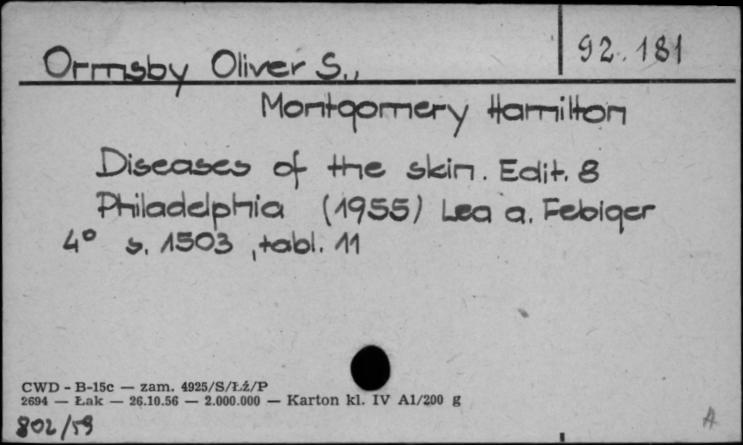 92.181
Ormsby Oliver S.,
Montgomery Hamilton
Diseases of the skin. Edit. 8
Philadelphia (1955) Lea a. Febiger
4° s. 1503, tabl. 11
CWD - B-15c — zam. 4925/S/Łż/P
2694 — Łak — 26.10.56 — 2.000.000 — Karton kl. IV A1/200 g
802/59
A